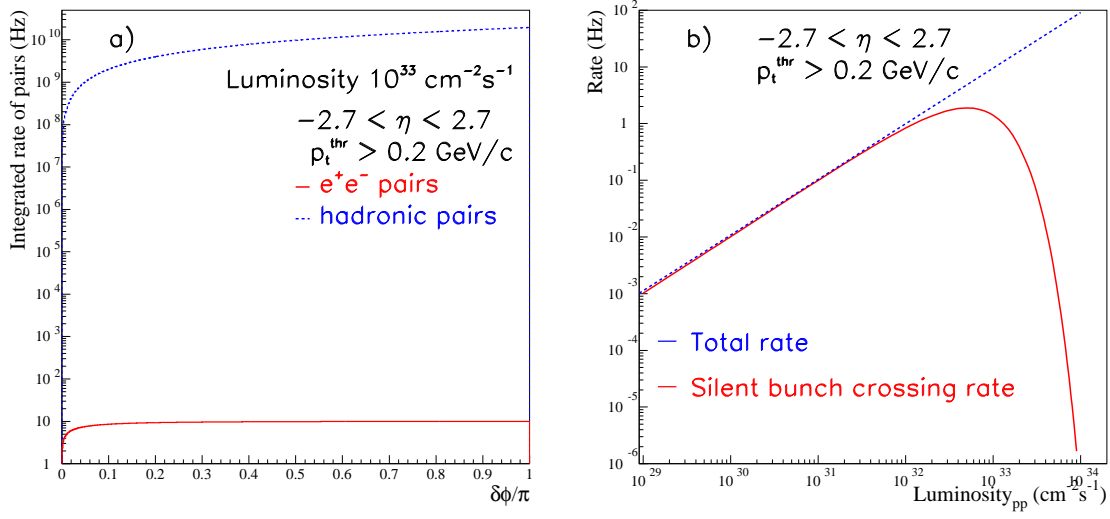 a)
Luminosity 10³³ cm⁻²s⁻¹
−2.7 < η < 2.7
pₜᵗʰʳ > 0.2 GeV/c
e⁺e⁻ pairs
hadronic pairs
Integrated rate of pairs (Hz)
10¹⁰
10⁹
10⁸
10⁷
10⁶
10⁵
10⁴
10³
10²
10
1
0 0.1 0.2 0.3 0.4 0.5 0.6 0.7 0.8 0.9 1
δϕ/π
b)
−2.7 < η < 2.7
pₜᵗʰʳ > 0.2 GeV/c
Total rate
Silent bunch crossing rate
Rate (Hz)
10²
10
1
10⁻¹
10⁻²
10⁻³
10⁻⁴
10⁻⁵
10⁻⁶
10²⁹ 10³⁰ 10³¹ 10³² 10³³
Luminosityₚₚ (cm⁻²s⁻¹)